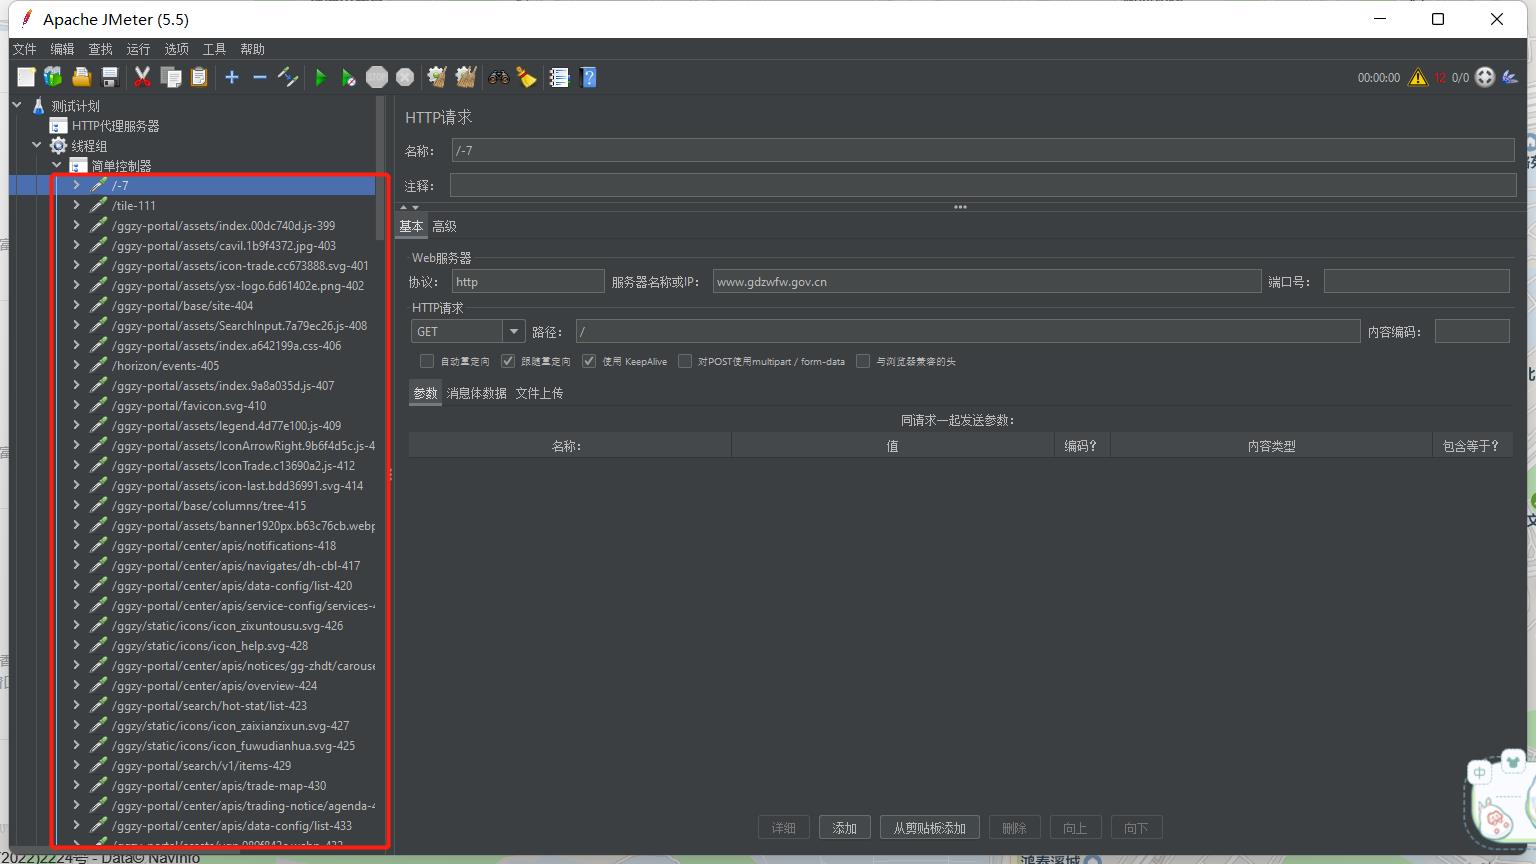 Apache JMeter (5.5)
文件 编辑 查找 运行 选项 工具 帮助
00:00:00 12 0/0
测试计划
HTTP代理服务器
线程组
简单控制器
/-7
/tile-111
/ggzy-portal/assets/index.00dc740d.js-399
/ggzy-portal/assets/cavil.1b9f4372.jpg-403
/ggzy-portal/assets/icon-trade.cc673888.svg-401
/ggzy-portal/assets/ysx-logo.6d61402e.png-402
/ggzy-portal/base/site-404
/ggzy-portal/assets/SearchInput.7a79ec26.js-408
/ggzy-portal/assets/index.a642199a.css-406
/horizon/events-405
/ggzy-portal/assets/index.9a8a035d.js-407
/ggzy-portal/favicon.svg-410
/ggzy-portal/assets/legend.4d77e100.js-409
/ggzy-portal/assets/IconArrowRight.9b6f4d5c.js-4
/ggzy-portal/assets/IconTrade.c13690a2.js-412
/ggzy-portal/assets/icon-last.bdd36991.svg-414
/ggzy-portal/base/columns/tree-415
/ggzy-portal/assets/banner1920px.b63c76cb.webp
/ggzy-portal/center/apis/notifications-418
/ggzy-portal/center/apis/navigates/dh-cbl-417
/ggzy-portal/center/apis/data-config/list-420
/ggzy-portal/center/apis/service-config/services-4
/ggzy/static/icons/icon_zixuntousu.svg-426
/ggzy/static/icons/icon_help.svg-428
/ggzy-portal/center/apis/notices/gg-zhdt/carouse
/ggzy-portal/center/apis/overview-424
/ggzy-portal/search/hot-stat/list-423
/ggzy/static/icons/icon_zaixianzixun.svg-427
/ggzy/static/icons/icon_fuwudianhua.svg-425
/ggzy-portal/search/v1/items-429
/ggzy-portal/center/apis/trade-map-430
/ggzy-portal/center/apis/trading-notice/agenda-4
/ggzy-portal/center/apis/data-config/list-433
HTTP请求
名称： /-7
注释：
基本 高级
Web服务器
协议： http 服务器名称或IP： www.gdzwfw.gov.cn 端口号：
HTTP请求
GET 路径： / 内容编码：
自动重定向 跟随重定向 使用 KeepAlive 对POST使用multipart / form-data 与浏览器兼容的头
参数 消息体数据 文件上传
同请求一起发送参数：
名称： 值 编码？ 内容类型 包含等于？
详细 添加 从剪贴板添加 删除 向上 向下
中
2022)2224号 - Data© NavInfo